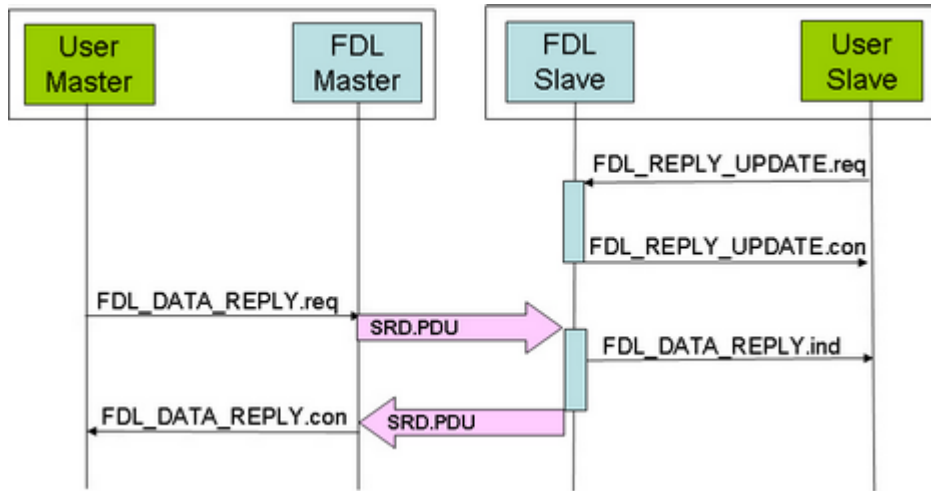 User
Master
FDL
Master
FDL
Slave
User
Slave
FDL_REPLY_UPDATE.req
FDL_REPLY_UPDATE.con
FDL_DATA_REPLY.req
SRD.PDU
FDL_DATA_REPLY.ind
FDL_DATA_REPLY.con
SRD.PDU